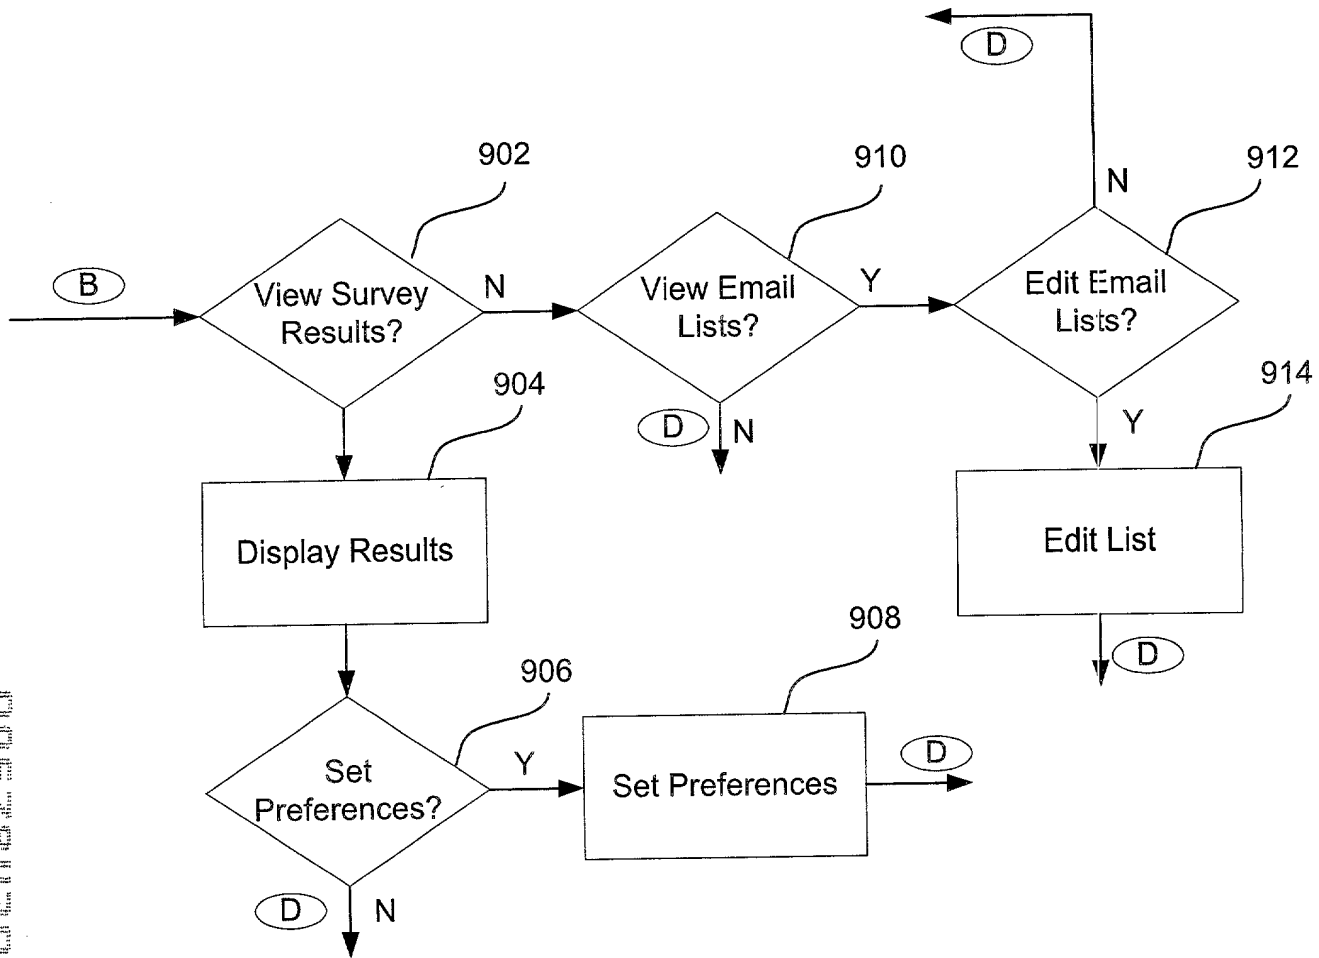 D
902
910
912
N
B
View Survey
Results?
N
View Email
Lists?
Y
Edit Email
Lists?
904
D
N
Y
914
Display Results
Edit List
908
D
906
Set
Preferences?
Y
Set Preferences
D
D
N